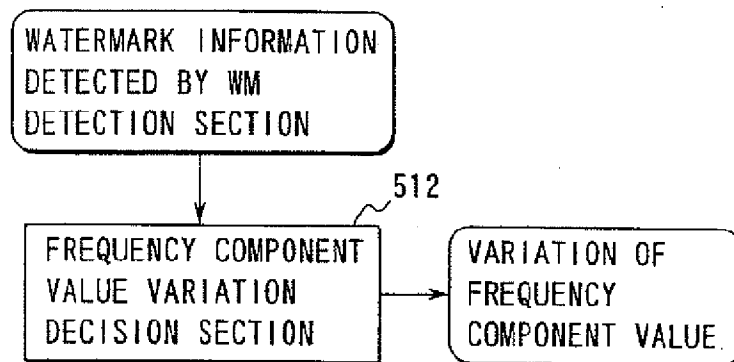 WATERMARK INFORMATION
DETECTED BY WM
DETECTION SECTION
512
FREQUENCY COMPONENT
VALUE VARIATION
DECISION SECTION
VARIATION OF
FREQUENCY
COMPONENT VALUE